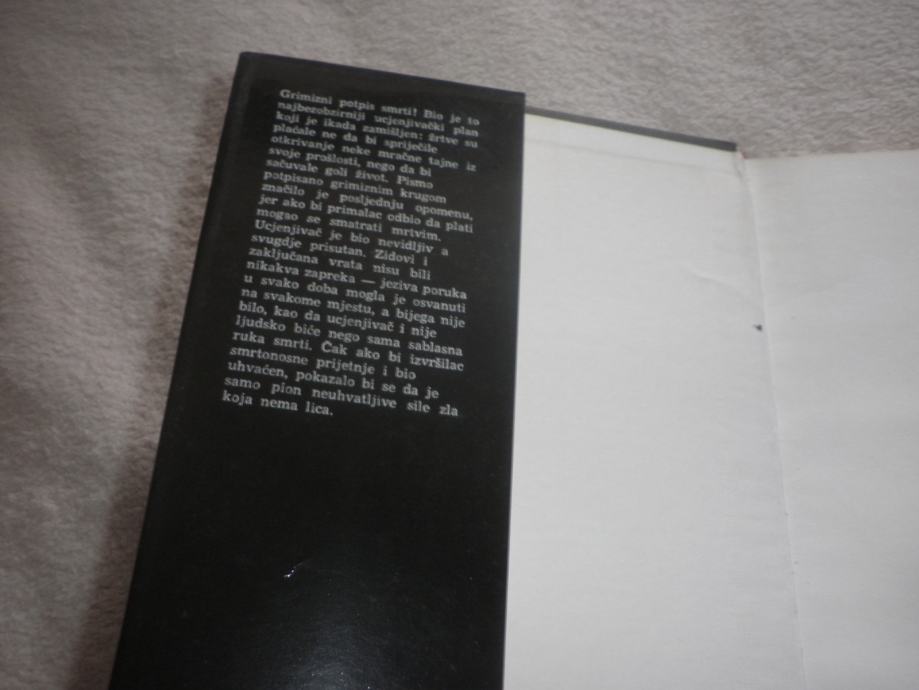 Grimizni potpis smrti! Bio je to
najbezobzirniji ucjenjivački plan
koji je ikada zamišljen: žrtve su
plaćale ne da bi spriječile
otkrivanje neke mračne tajne iz
svoje prošlosti, nego da bi
sačuvale goli život. Pismo
potpisano grimiznim krugom
značilo je posljednju opomenu,
jer ako bi primalac odbio da plati
mogao se smatrati mrtvim.
Ucjenjivač je bio nevidljiv a
svugdje prisutan. Zidovi i
zaključana vrata nisu bili
nikakva zapreka — jeziva poruka
u svako doba mogla je osvanuti
na svakome mjestu, a bijega nije
bilo, kao da ucjenjivač i nije
ljudsko biće nego sama sablasna
ruka smrti. Čak ako bi izvršilac
smrtonosne prijetnje i bio
uhvaćen, pokazalo bi se da je
samo pion neuhvatljive sile zla
koja nema lica.